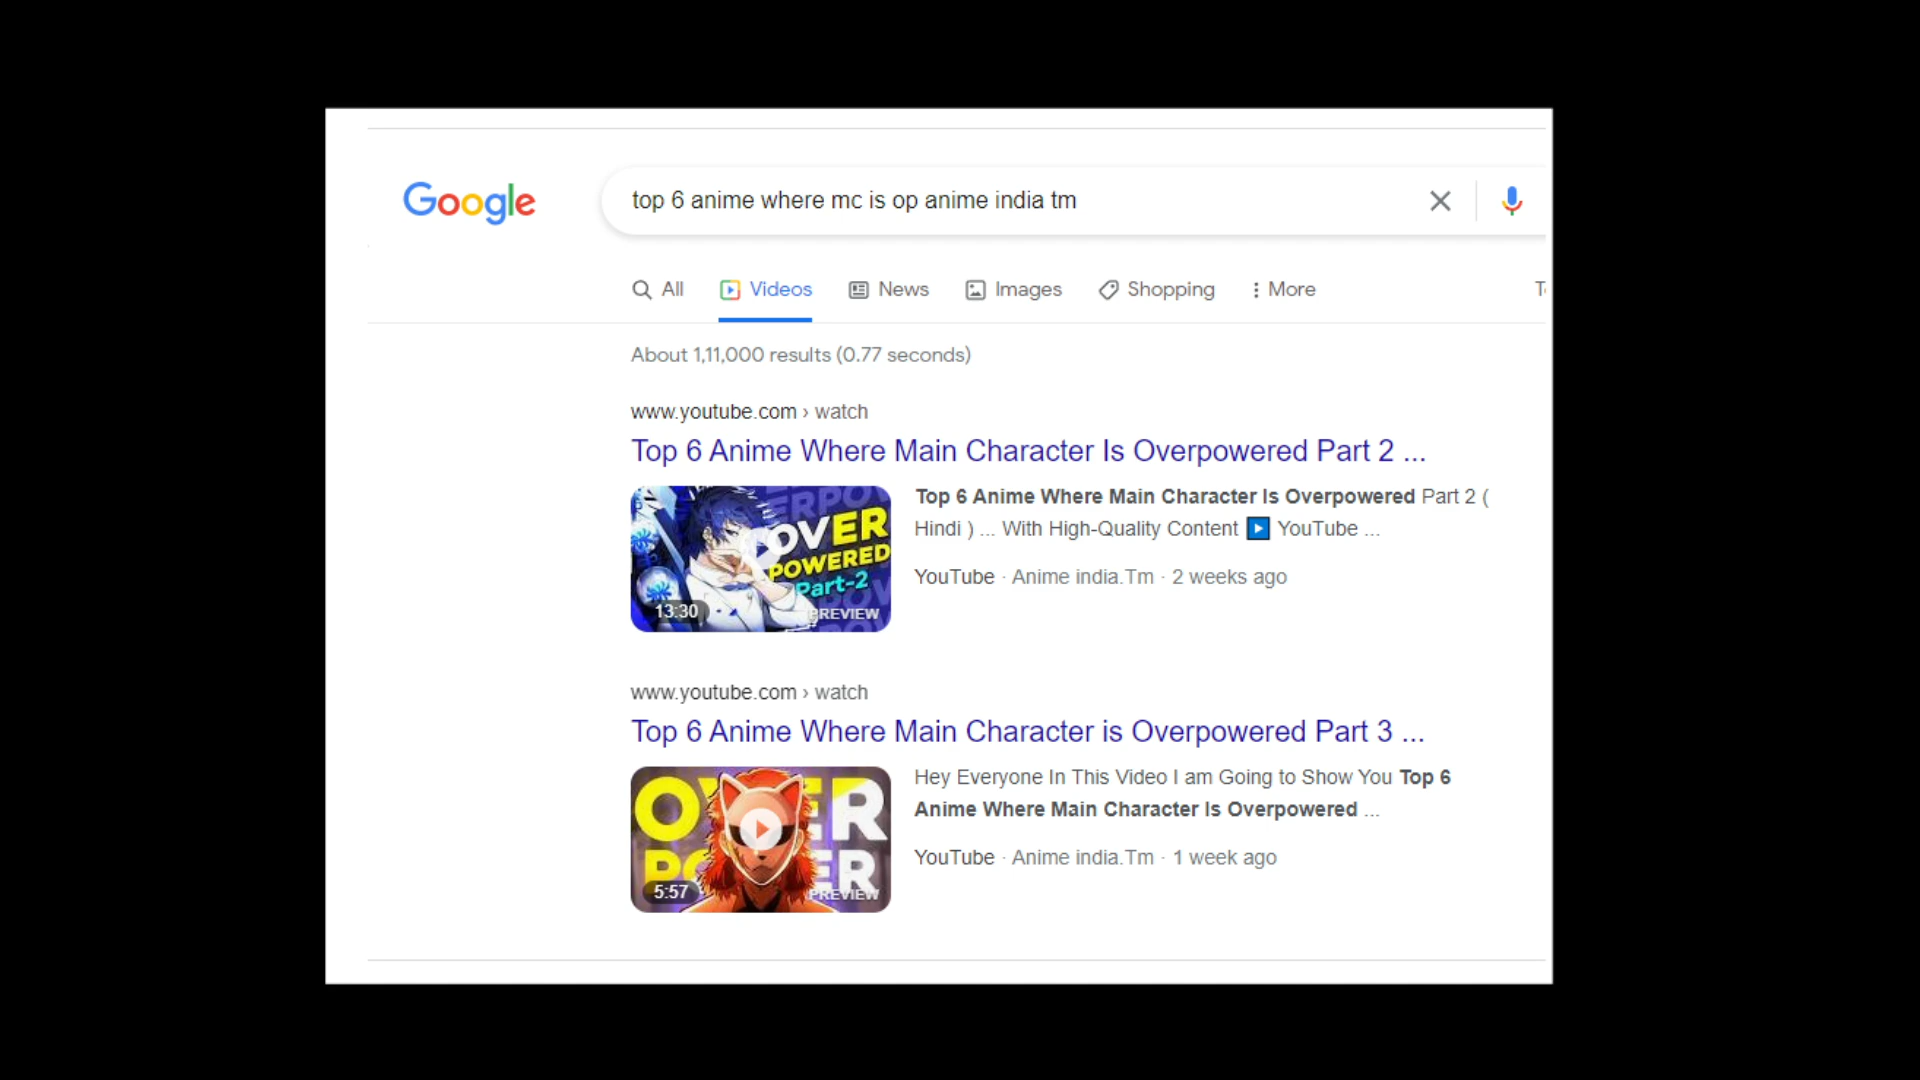 Google
top 6 anime where mc is op anime india tm
All
Videos
News
Images
Shopping
More
About 1,11,000 results (0.77 seconds)
www.youtube.com › watch
Top 6 Anime Where Main Character Is Overpowered Part 2 ...
OVER
POWERED
Part-2
13:30
PREVIEW
Top 6 Anime Where Main Character Is Overpowered Part 2 (
Hindi ) ... With High-Quality Content ▶ YouTube ...
YouTube · Anime india.Tm · 2 weeks ago
www.youtube.com › watch
Top 6 Anime Where Main Character is Overpowered Part 3 ...
5:57
PREVIEW
Hey Everyone In This Video I am Going to Show You Top 6
Anime Where Main Character Is Overpowered ...
YouTube · Anime india.Tm · 1 week ago